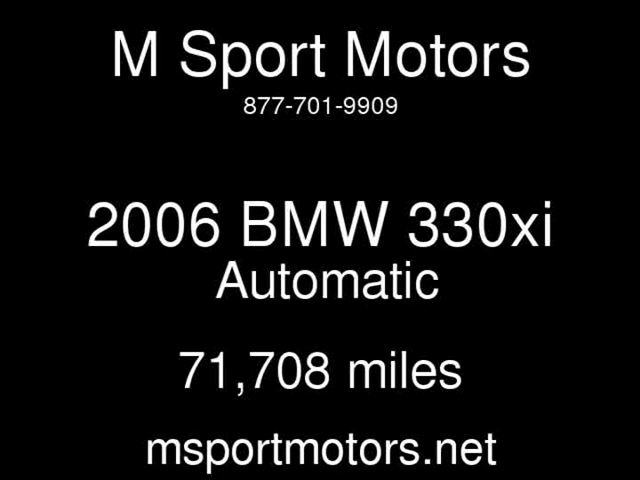 M Sport Motors
877-701-9909
2006 BMW 330xi
Automatic
71,708 miles
msportmotors.net